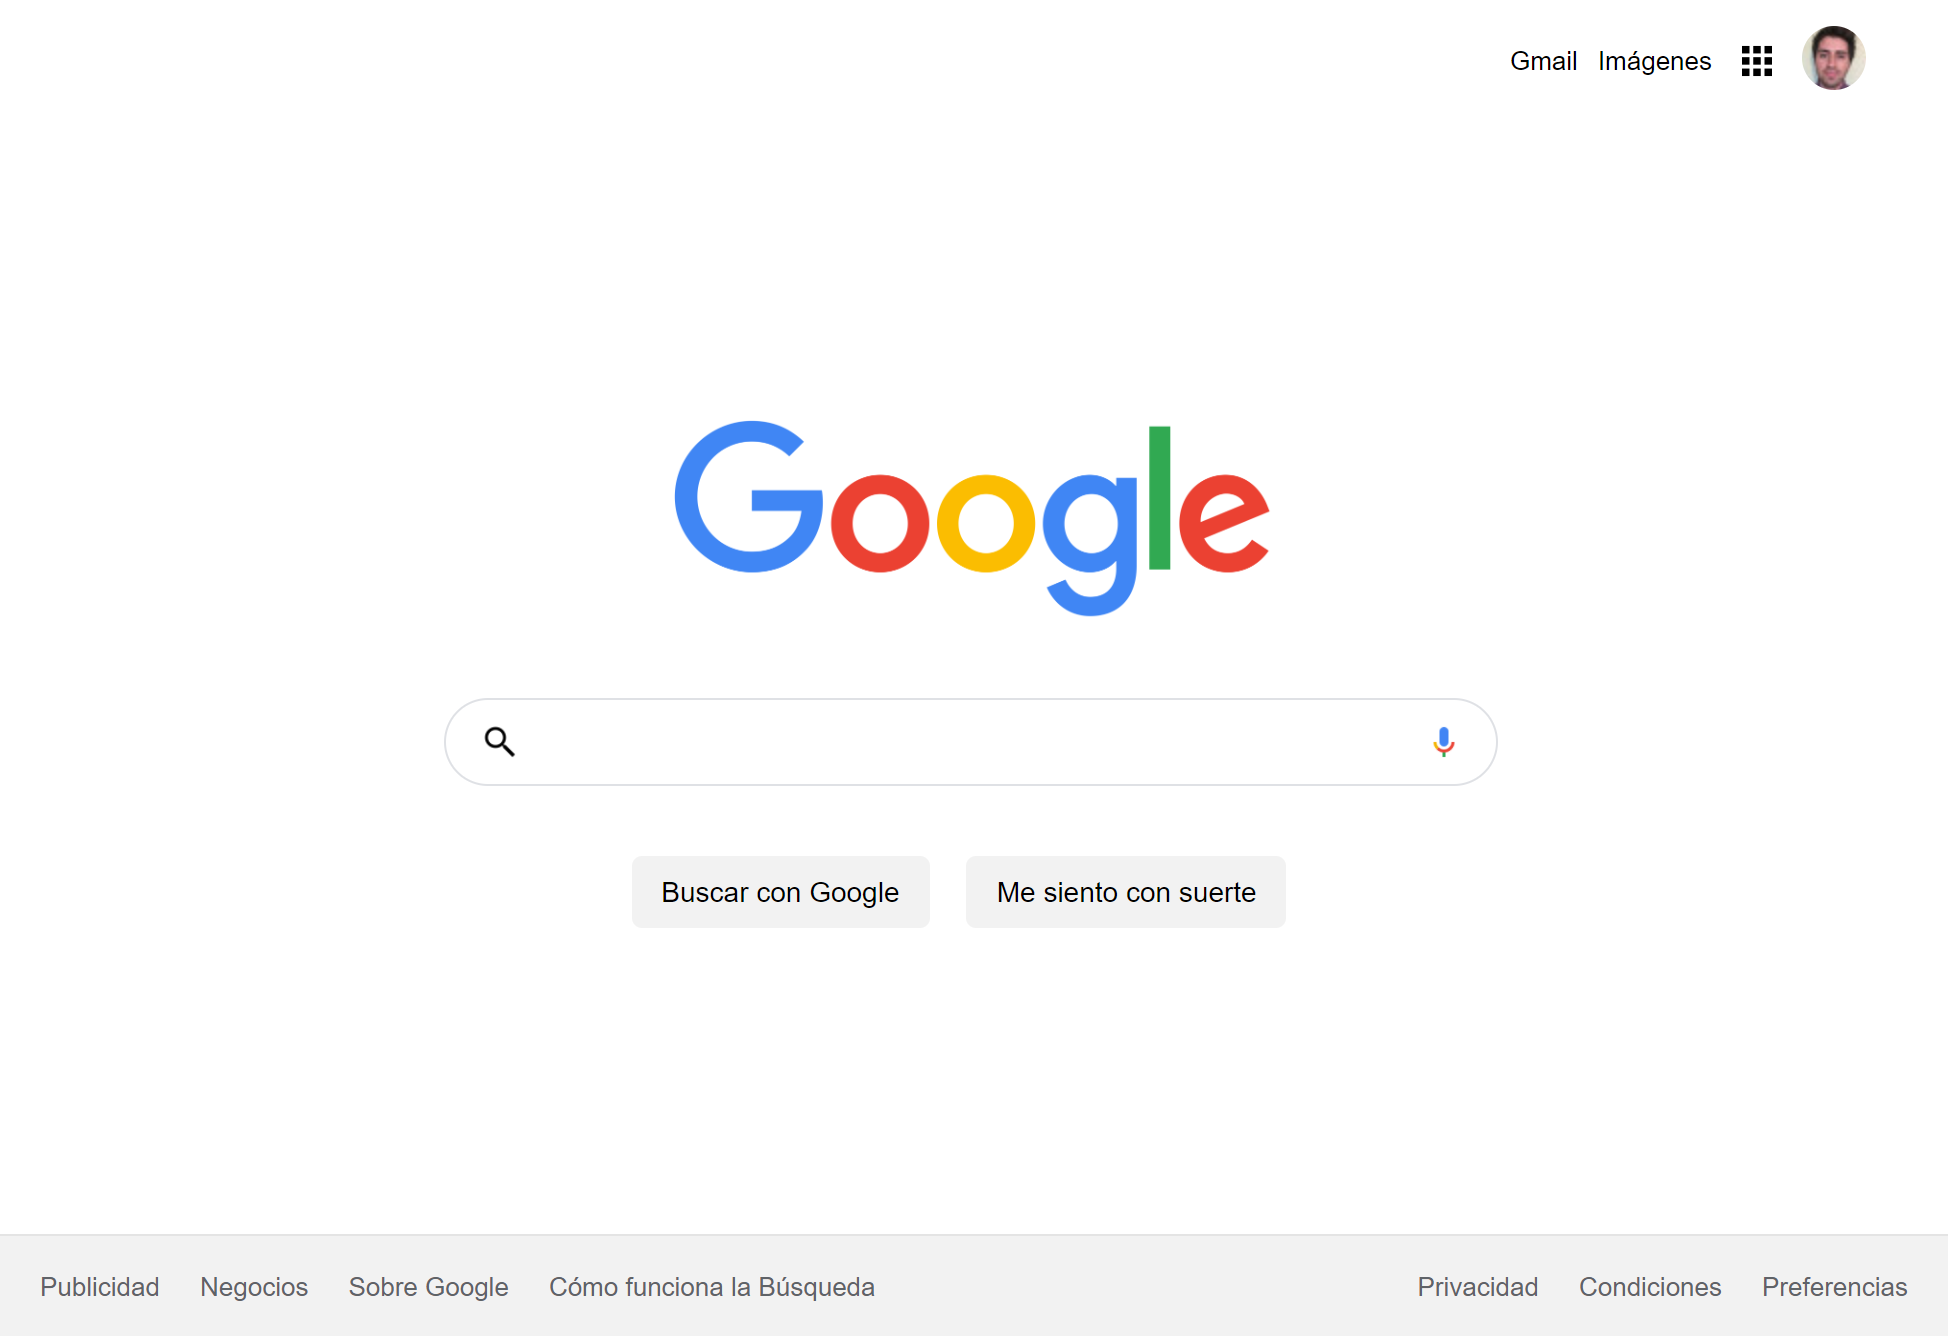 Gmail Imágenes
Google
Buscar con Google Me siento con suerte
Publicidad Negocios Sobre Google Cómo funciona la Búsqueda Privacidad Condiciones Preferencias